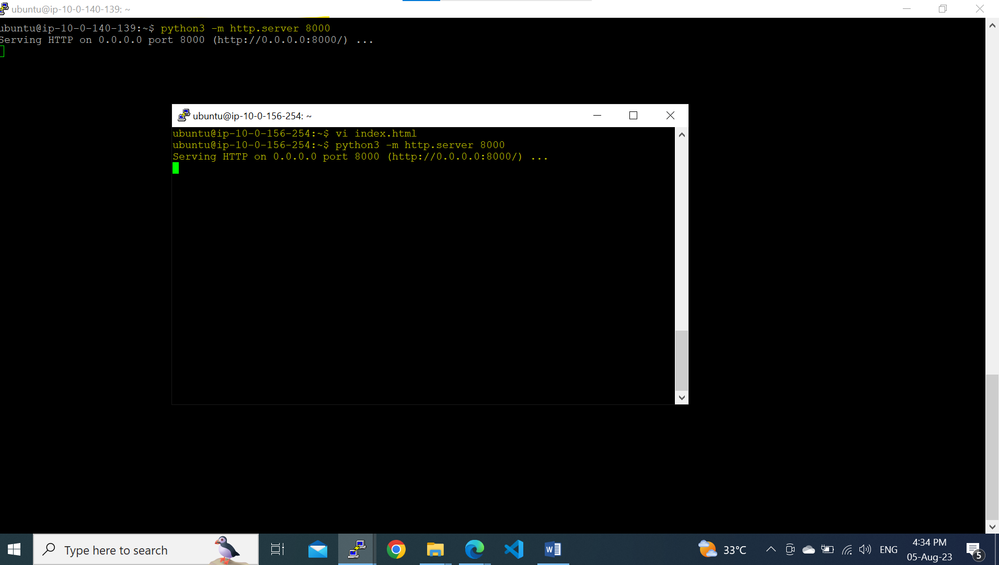 ubuntu@ip-10-0-140-139: ~
ubuntu@ip-10-0-140-139:~$ python3 -m http.server 8000
Serving HTTP on 0.0.0.0 port 8000 (http://0.0.0.0:8000/) ...
ubuntu@ip-10-0-156-254: ~
ubuntu@ip-10-0-156-254:~$ vi index.html
ubuntu@ip-10-0-156-254:~$ python3 -m http.server 8000
Serving HTTP on 0.0.0.0 port 8000 (http://0.0.0.0:8000/) ...
Type here to search
33°C
ENG
4:34 PM
05-Aug-23
5